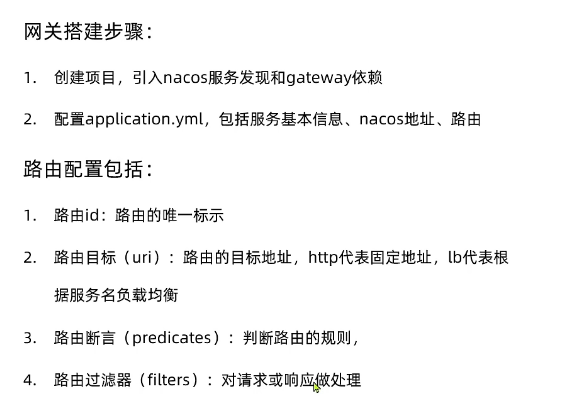 网关搭建步骤：
1. 创建项目，引入nacos服务发现和gateway依赖
2. 配置application.yml，包括服务基本信息、nacos地址、路由
路由配置包括：
1. 路由id：路由的唯一标示
2. 路由目标（uri）：路由的目标地址，http代表固定地址，lb代表根
据服务名负载均衡
3. 路由断言（predicates）：判断路由的规则，
4. 路由过滤器（filters）：对请求或响应做处理